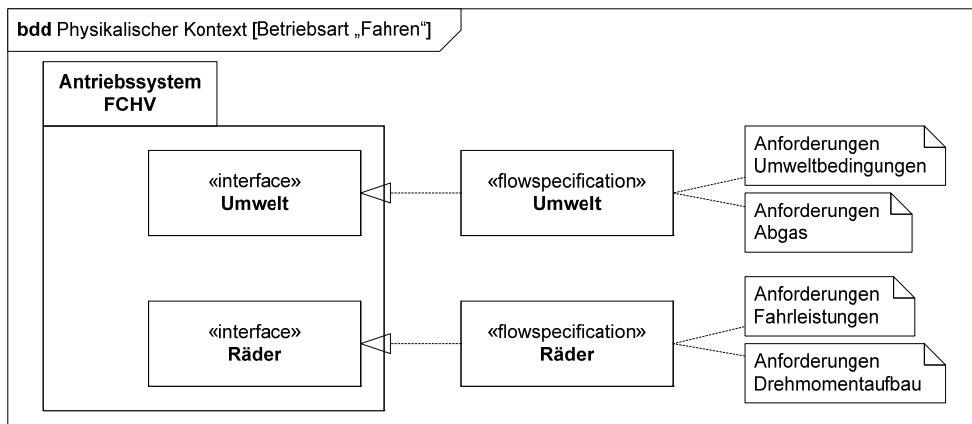 bdd Physikalischer Kontext [Betriebsart „Fahren“]
Antriebssystem
FCHV
«interface»
Umwelt
«flowspecification»
Umwelt
Anforderungen
Umweltbedingungen
Anforderungen
Abgas
«interface»
Räder
«flowspecification»
Räder
Anforderungen
Fahrleistungen
Anforderungen
Drehmomentaufbau